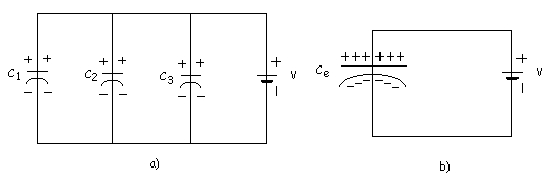 + + + + + + +
C1 C2 C3 V
− − − − − − −
a)
++++++ +
Ce V
− − − − − − −
b)